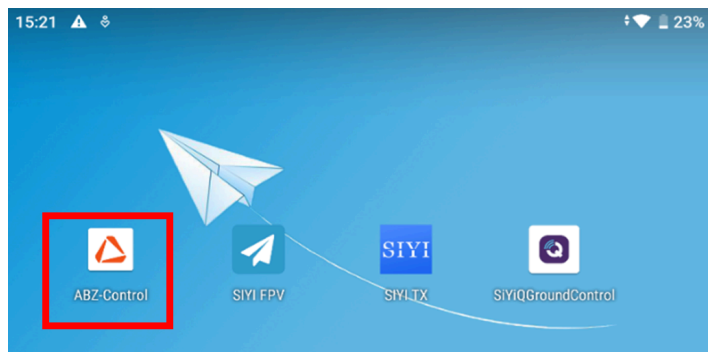 15:21 23%
SIYI
ABZ-Control SIYI FPV SIYI TX SiYiQGroundControl